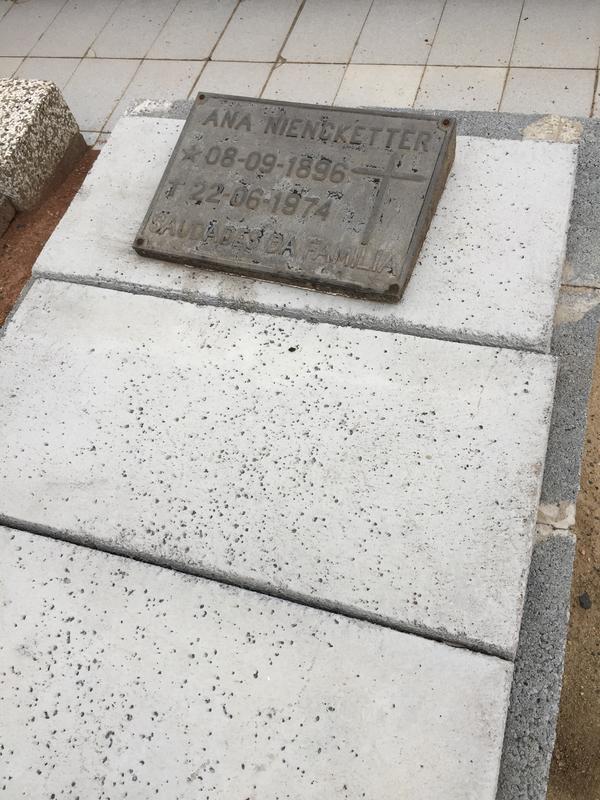 ANA NIENCKETTER
★ 08-09-1896
✝ 22-06-1974
SAUDADES DA FAMILIA